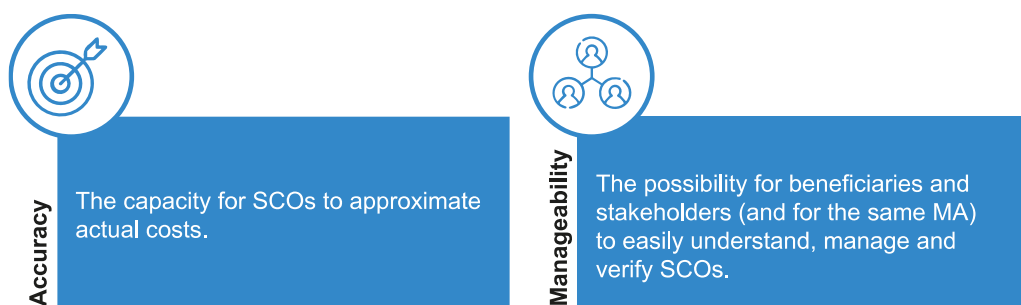 Accuracy
The capacity for SCOs to approximate
actual costs.
Manageability
The possibility for beneficiaries and
stakeholders (and for the same MA)
to easily understand, manage and
verify SCOs.